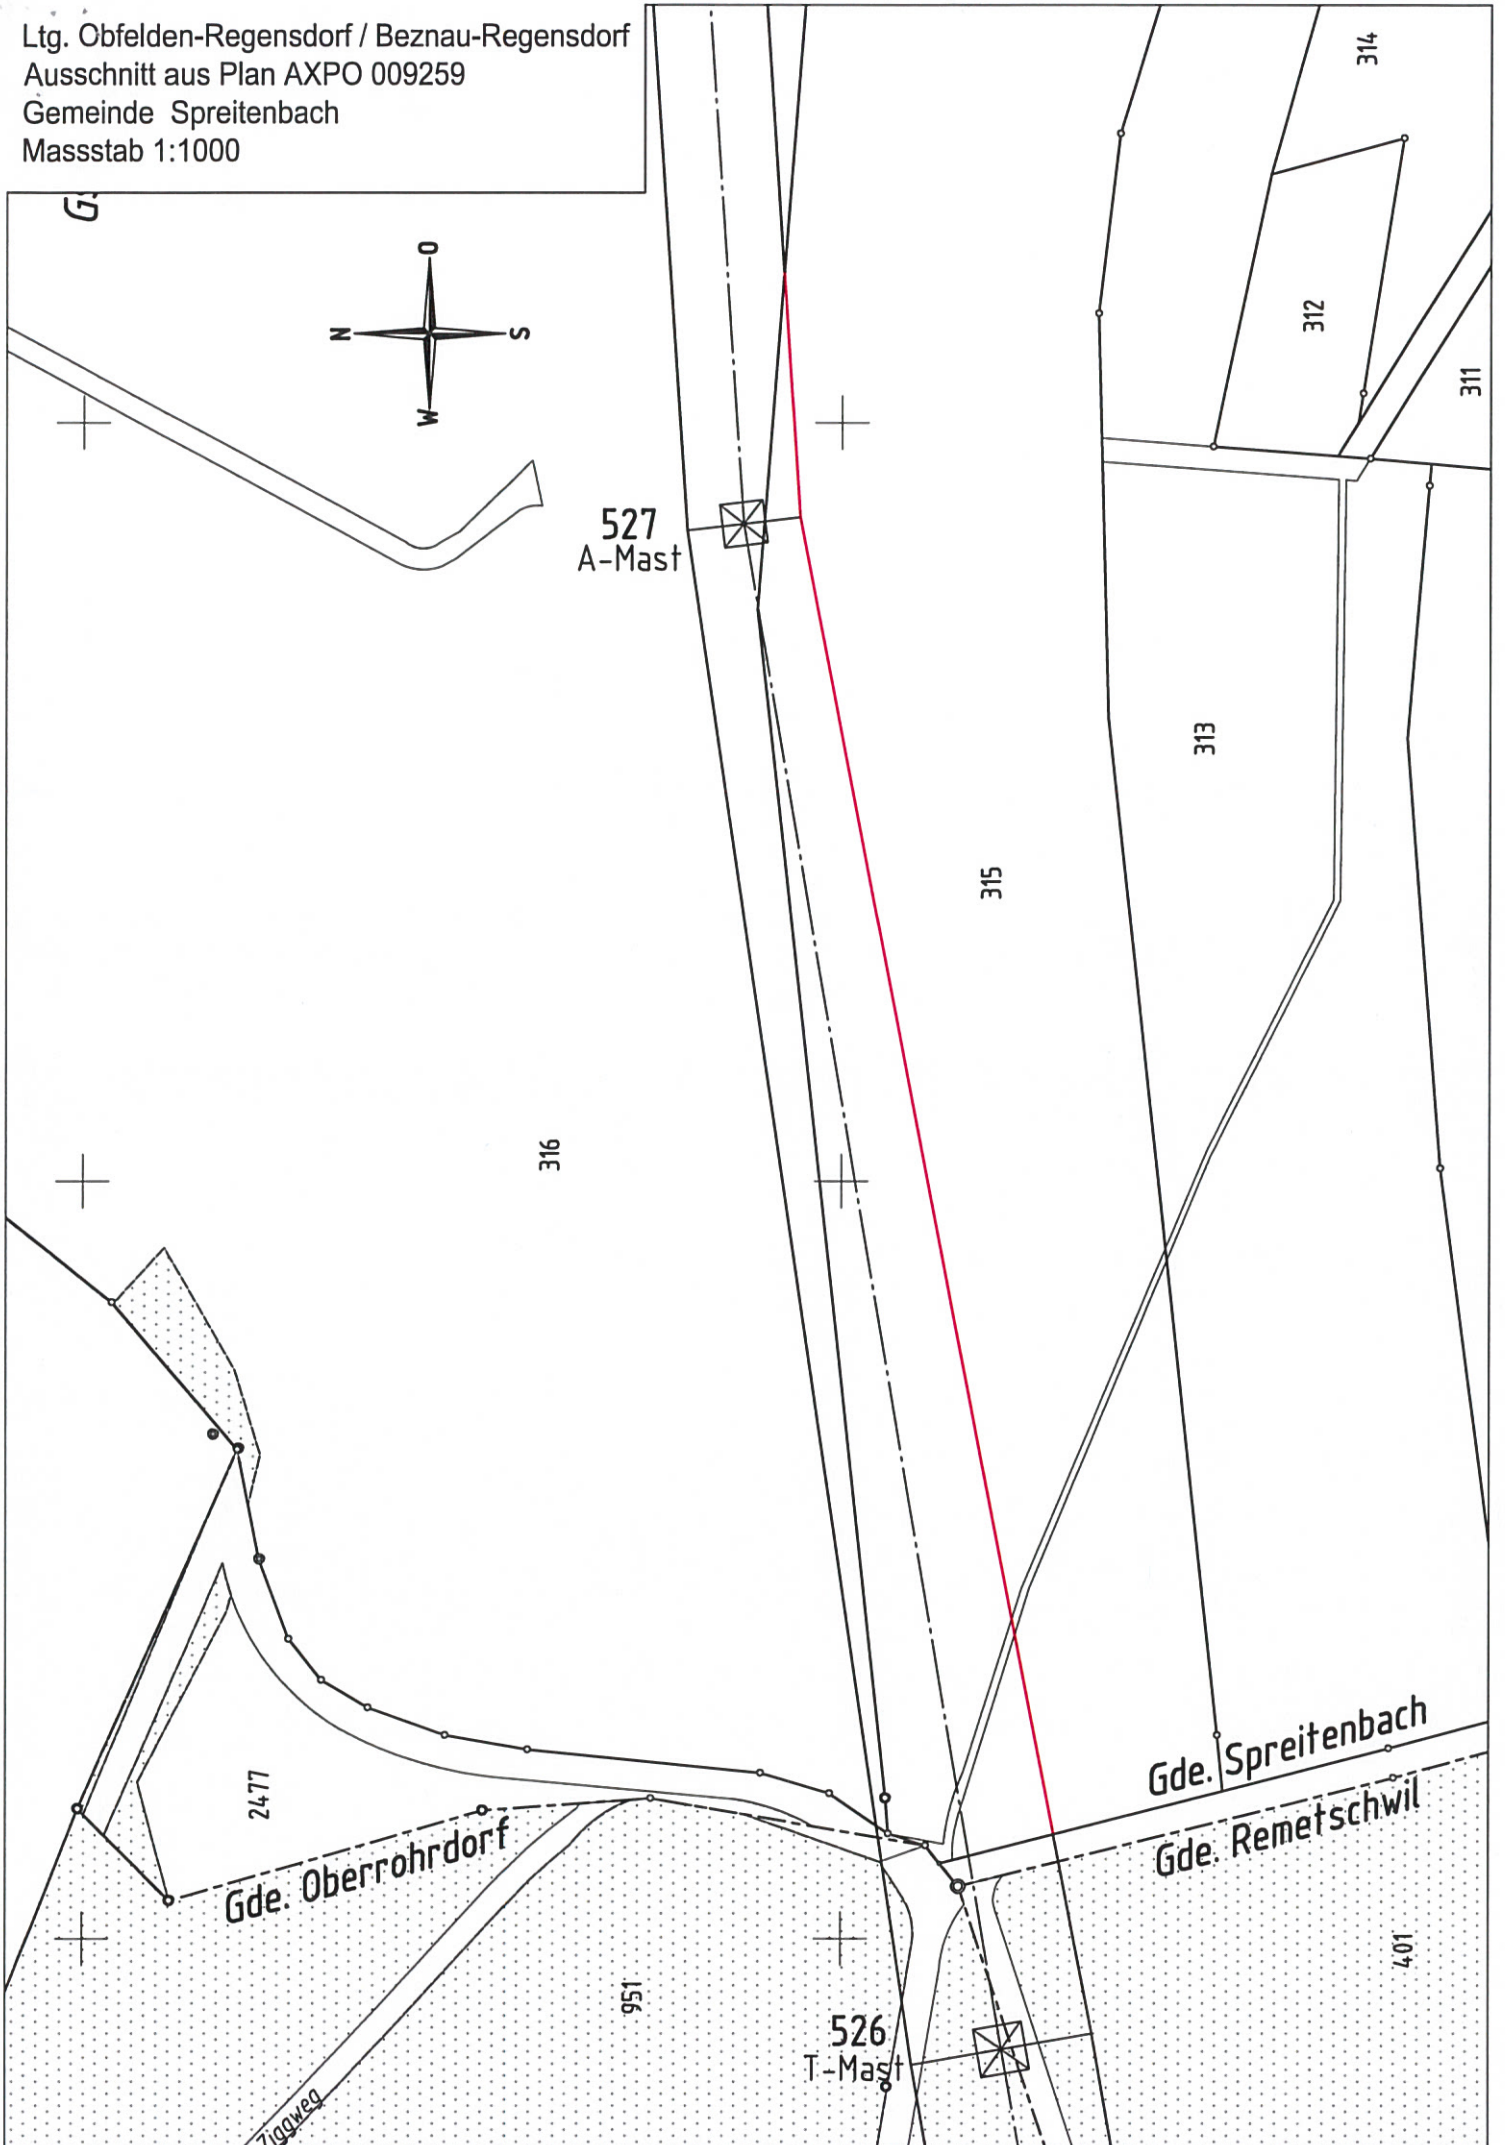 Ltg. Obfelden-Regensdorf / Beznau-Regensdorf
Ausschnitt aus Plan AXPO 009259
Gemeinde Spreitenbach
Massstab 1:1000
314
O
N
S
W
312
311
527
A-Mast
313
315
316
Gde. Spreitenbach
2477
Gde. Remetschwil
Gde. Oberrohrdorf
401
951
526
T-Mast
Ziggweg